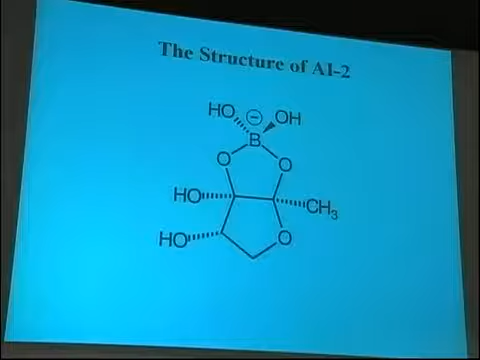 The Structure of AI-2
HO ⊖ OH
B
O O
HO CH₃
HO O